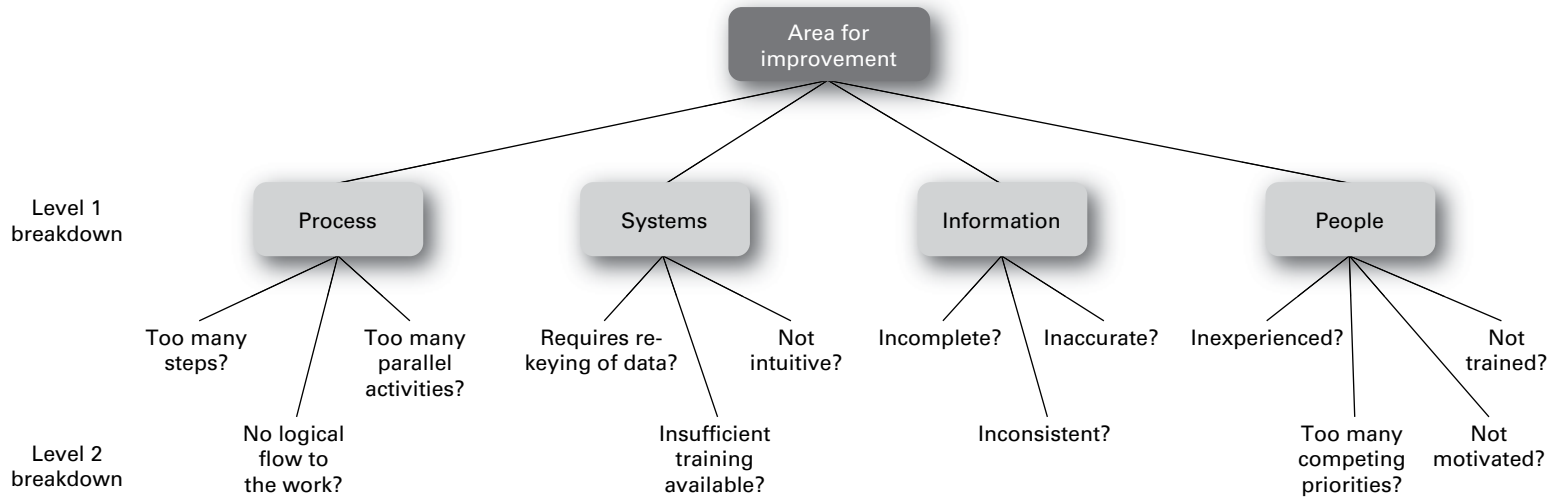 Area for
improvement
Level 1
breakdown
Process
Systems
Information
People
Too many
steps?
No logical
flow to
the work?
Too many
parallel
activities?
Requires re-
keying of data?
Insufficient
training
available?
Not
intuitive?
Incomplete?
Inconsistent?
Inaccurate?
Inexperienced?
Too many
competing
priorities?
Not
motivated?
Not
trained?
Level 2
breakdown